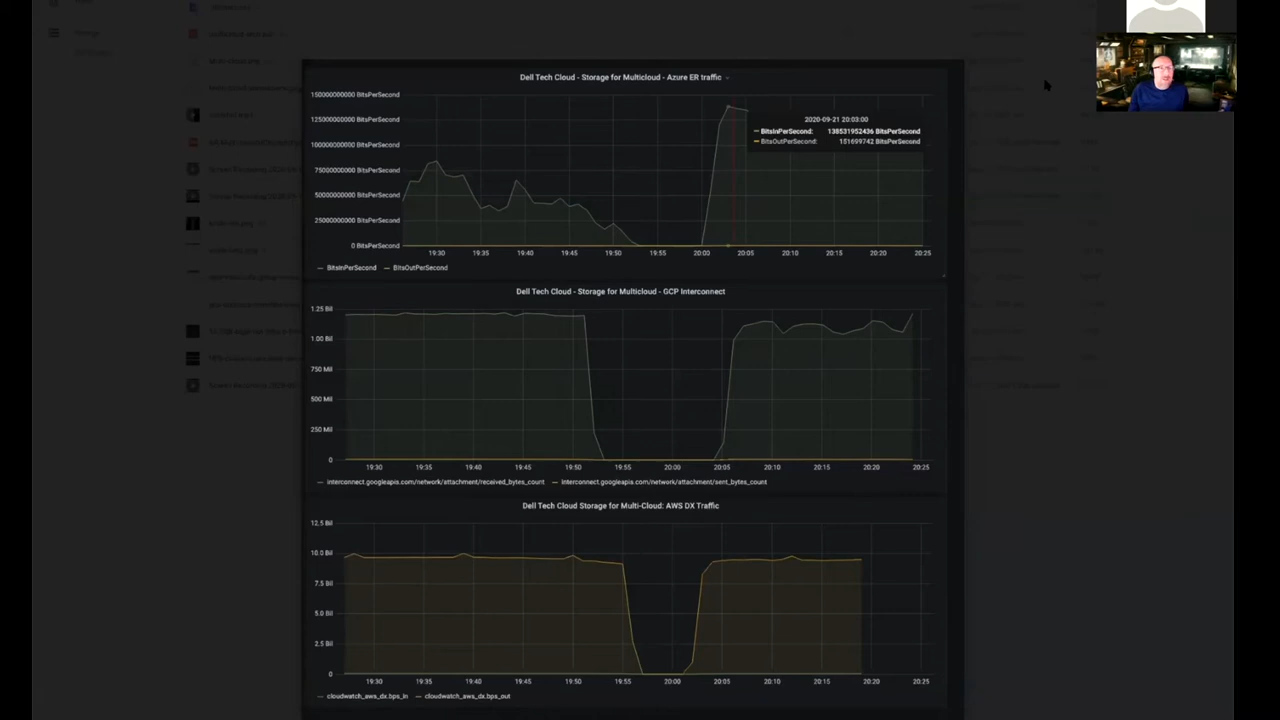 Dell Tech Cloud - Storage for Multicloud - Azure ER traffic
150000000000 BitsPerSecond
125000000000 BitsPerSecond
100000000000 BitsPerSecond
75000000000 BitsPerSecond
50000000000 BitsPerSecond
25000000000 BitsPerSecond
0 BitsPerSecond
2020-09-21 20:03:00
BitsInPerSecond: 138531952436 BitsPerSecond
BitsOutPerSecond: 151699742 BitsPerSecond
19:30 19:35 19:40 19:45 19:50 19:55 20:00 20:05 20:10 20:15 20:20 20:25
BitsInPerSecond BitsOutPerSecond
Dell Tech Cloud - Storage for Multicloud - GCP Interconnect
1.25 Bil
1.00 Bil
750 Mil
500 Mil
250 Mil
0
19:30 19:35 19:40 19:45 19:50 19:55 20:00 20:05 20:10 20:15 20:20 20:25
interconnect.googleapis.com/network/attachment/received_bytes_count interconnect.googleapis.com/network/attachment/sent_bytes_count
Dell Tech Cloud Storage for Multi-Cloud: AWS DX Traffic
12.5 Bil
10.0 Bil
7.5 Bil
5.0 Bil
2.5 Bil
0
19:30 19:35 19:40 19:45 19:50 19:55 20:00 20:05 20:10 20:15 20:20 20:25
cloudwatch_aws_dx.bps_in cloudwatch_aws_dx.bps_out